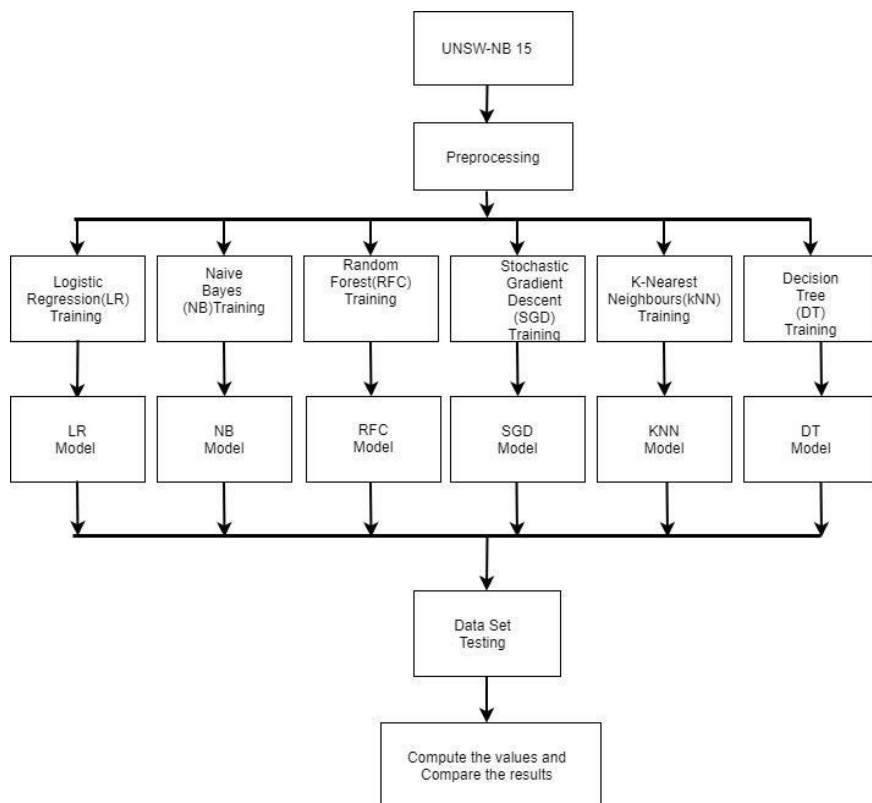 UNSW-NB 15
Preprocessing
Logistic
Regression(LR)
Training
Naive
Bayes
(NB)Training
Random
Forest(RFC)
Training
Stochastic
Gradient
Descent
(SGD)
Training
K-Nearest
Neighbours(kNN)
Training
Decision
Tree
(DT)
Training
LR
Model
NB
Model
RFC
Model
SGD
Model
KNN
Model
DT
Model
Data Set
Testing
Compute the values and
Compare the results